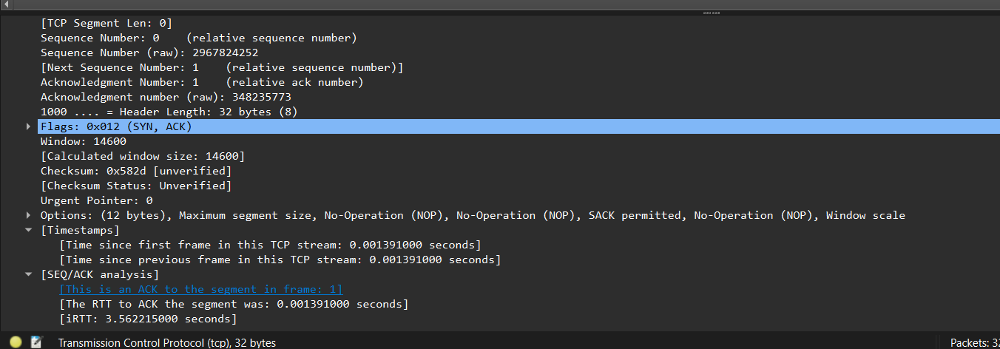 [TCP Segment Len: 0]
Sequence Number: 0    (relative sequence number)
Sequence Number (raw): 2967824252
[Next Sequence Number: 1    (relative sequence number)]
Acknowledgment Number: 1    (relative ack number)
Acknowledgment number (raw): 348235773
1000 .... = Header Length: 32 bytes (8)
Flags: 0x012 (SYN, ACK)
Window: 14600
[Calculated window size: 14600]
Checksum: 0x582d [unverified]
[Checksum Status: Unverified]
Urgent Pointer: 0
Options: (12 bytes), Maximum segment size, No-Operation (NOP), No-Operation (NOP), SACK permitted, No-Operation (NOP), Window scale
[Timestamps]
[Time since first frame in this TCP stream: 0.001391000 seconds]
[Time since previous frame in this TCP stream: 0.001391000 seconds]
[SEQ/ACK analysis]
[This is an ACK to the segment in frame: 1]
[The RTT to ACK the segment was: 0.001391000 seconds]
[iRTT: 3.562215000 seconds]
Transmission Control Protocol (tcp), 32 bytes
Packets: